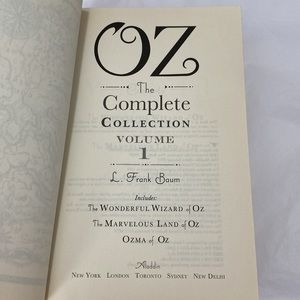 OZ
The
Complete
COLLECTION
VOLUME
1
L. Frank Baum
Includes:
The WONDERFUL WIZARD of OZ
The MARVELOUS LAND of OZ
OZMA of OZ
Aladdin
NEW YORK LONDON TORONTO SYDNEY NEW DELHI